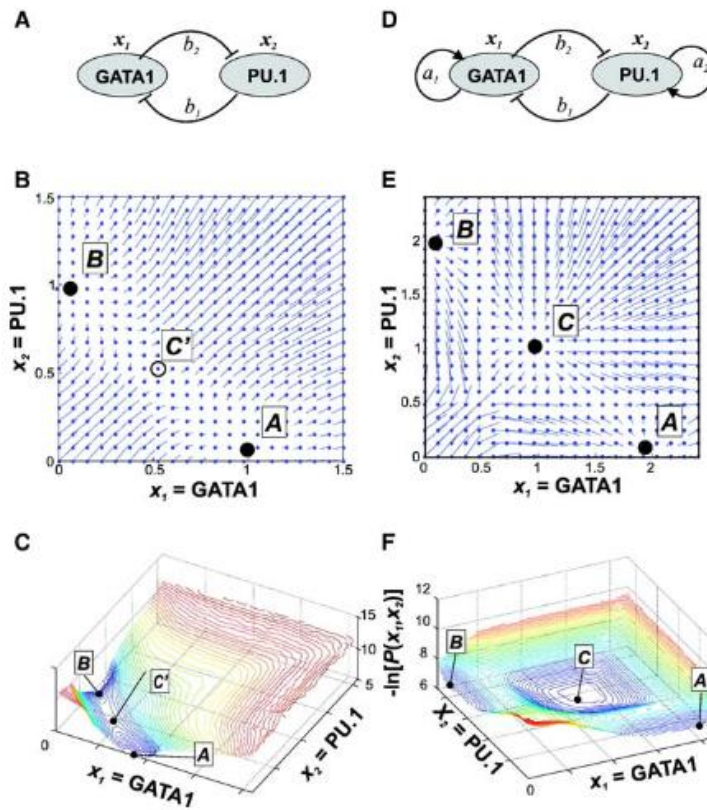 A
x₁ b₂ x₂
GATA1 PU.1
b₁
D
x₁ b₂ x₂
a₁ GATA1 PU.1 a₂
b₁
B
1.5
1
0.5
0
x₂ = PU.1
B
C'
A
0 0.5 1 1.5
x₁ = GATA1
E
2
1.5
1
0.5
0
x₂ = PU.1
B
C
A
0 0.5 1 1.5 2
x₁ = GATA1
C
B
C'
A
0
x₁ = GATA1
x₂ = PU.1
15
10
5
-ln[P(x₁,x₂)]
F
12
10
8
6
B
C
A
X₂ = PU.1
0
x₁ = GATA1